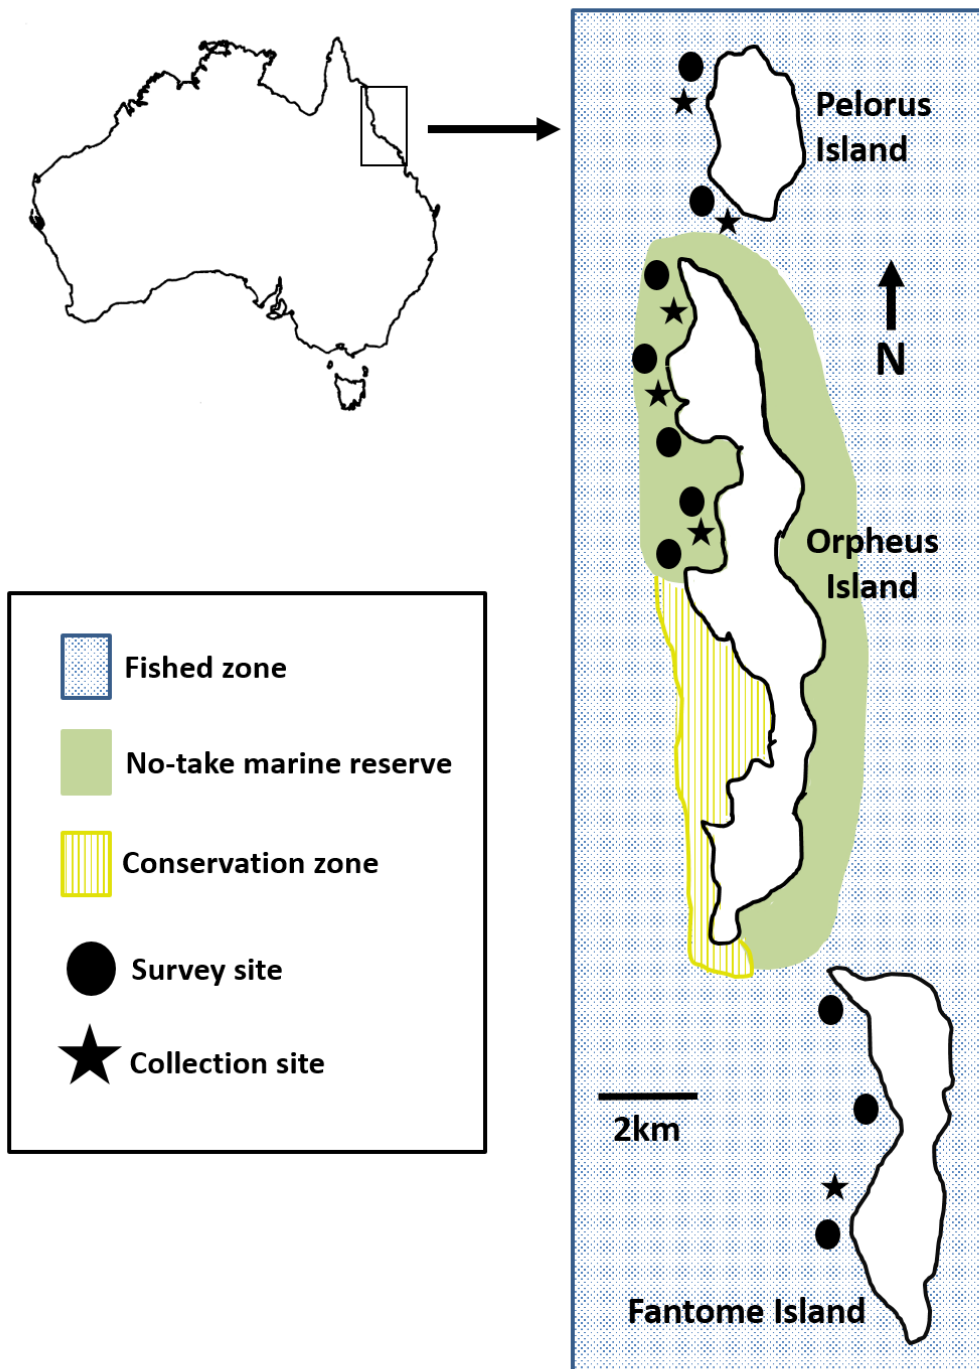 Pelorus
Island
N
Orpheus
Island
Fished zone
No-take marine reserve
Conservation zone
Survey site
Collection site
2km
Fantome Island